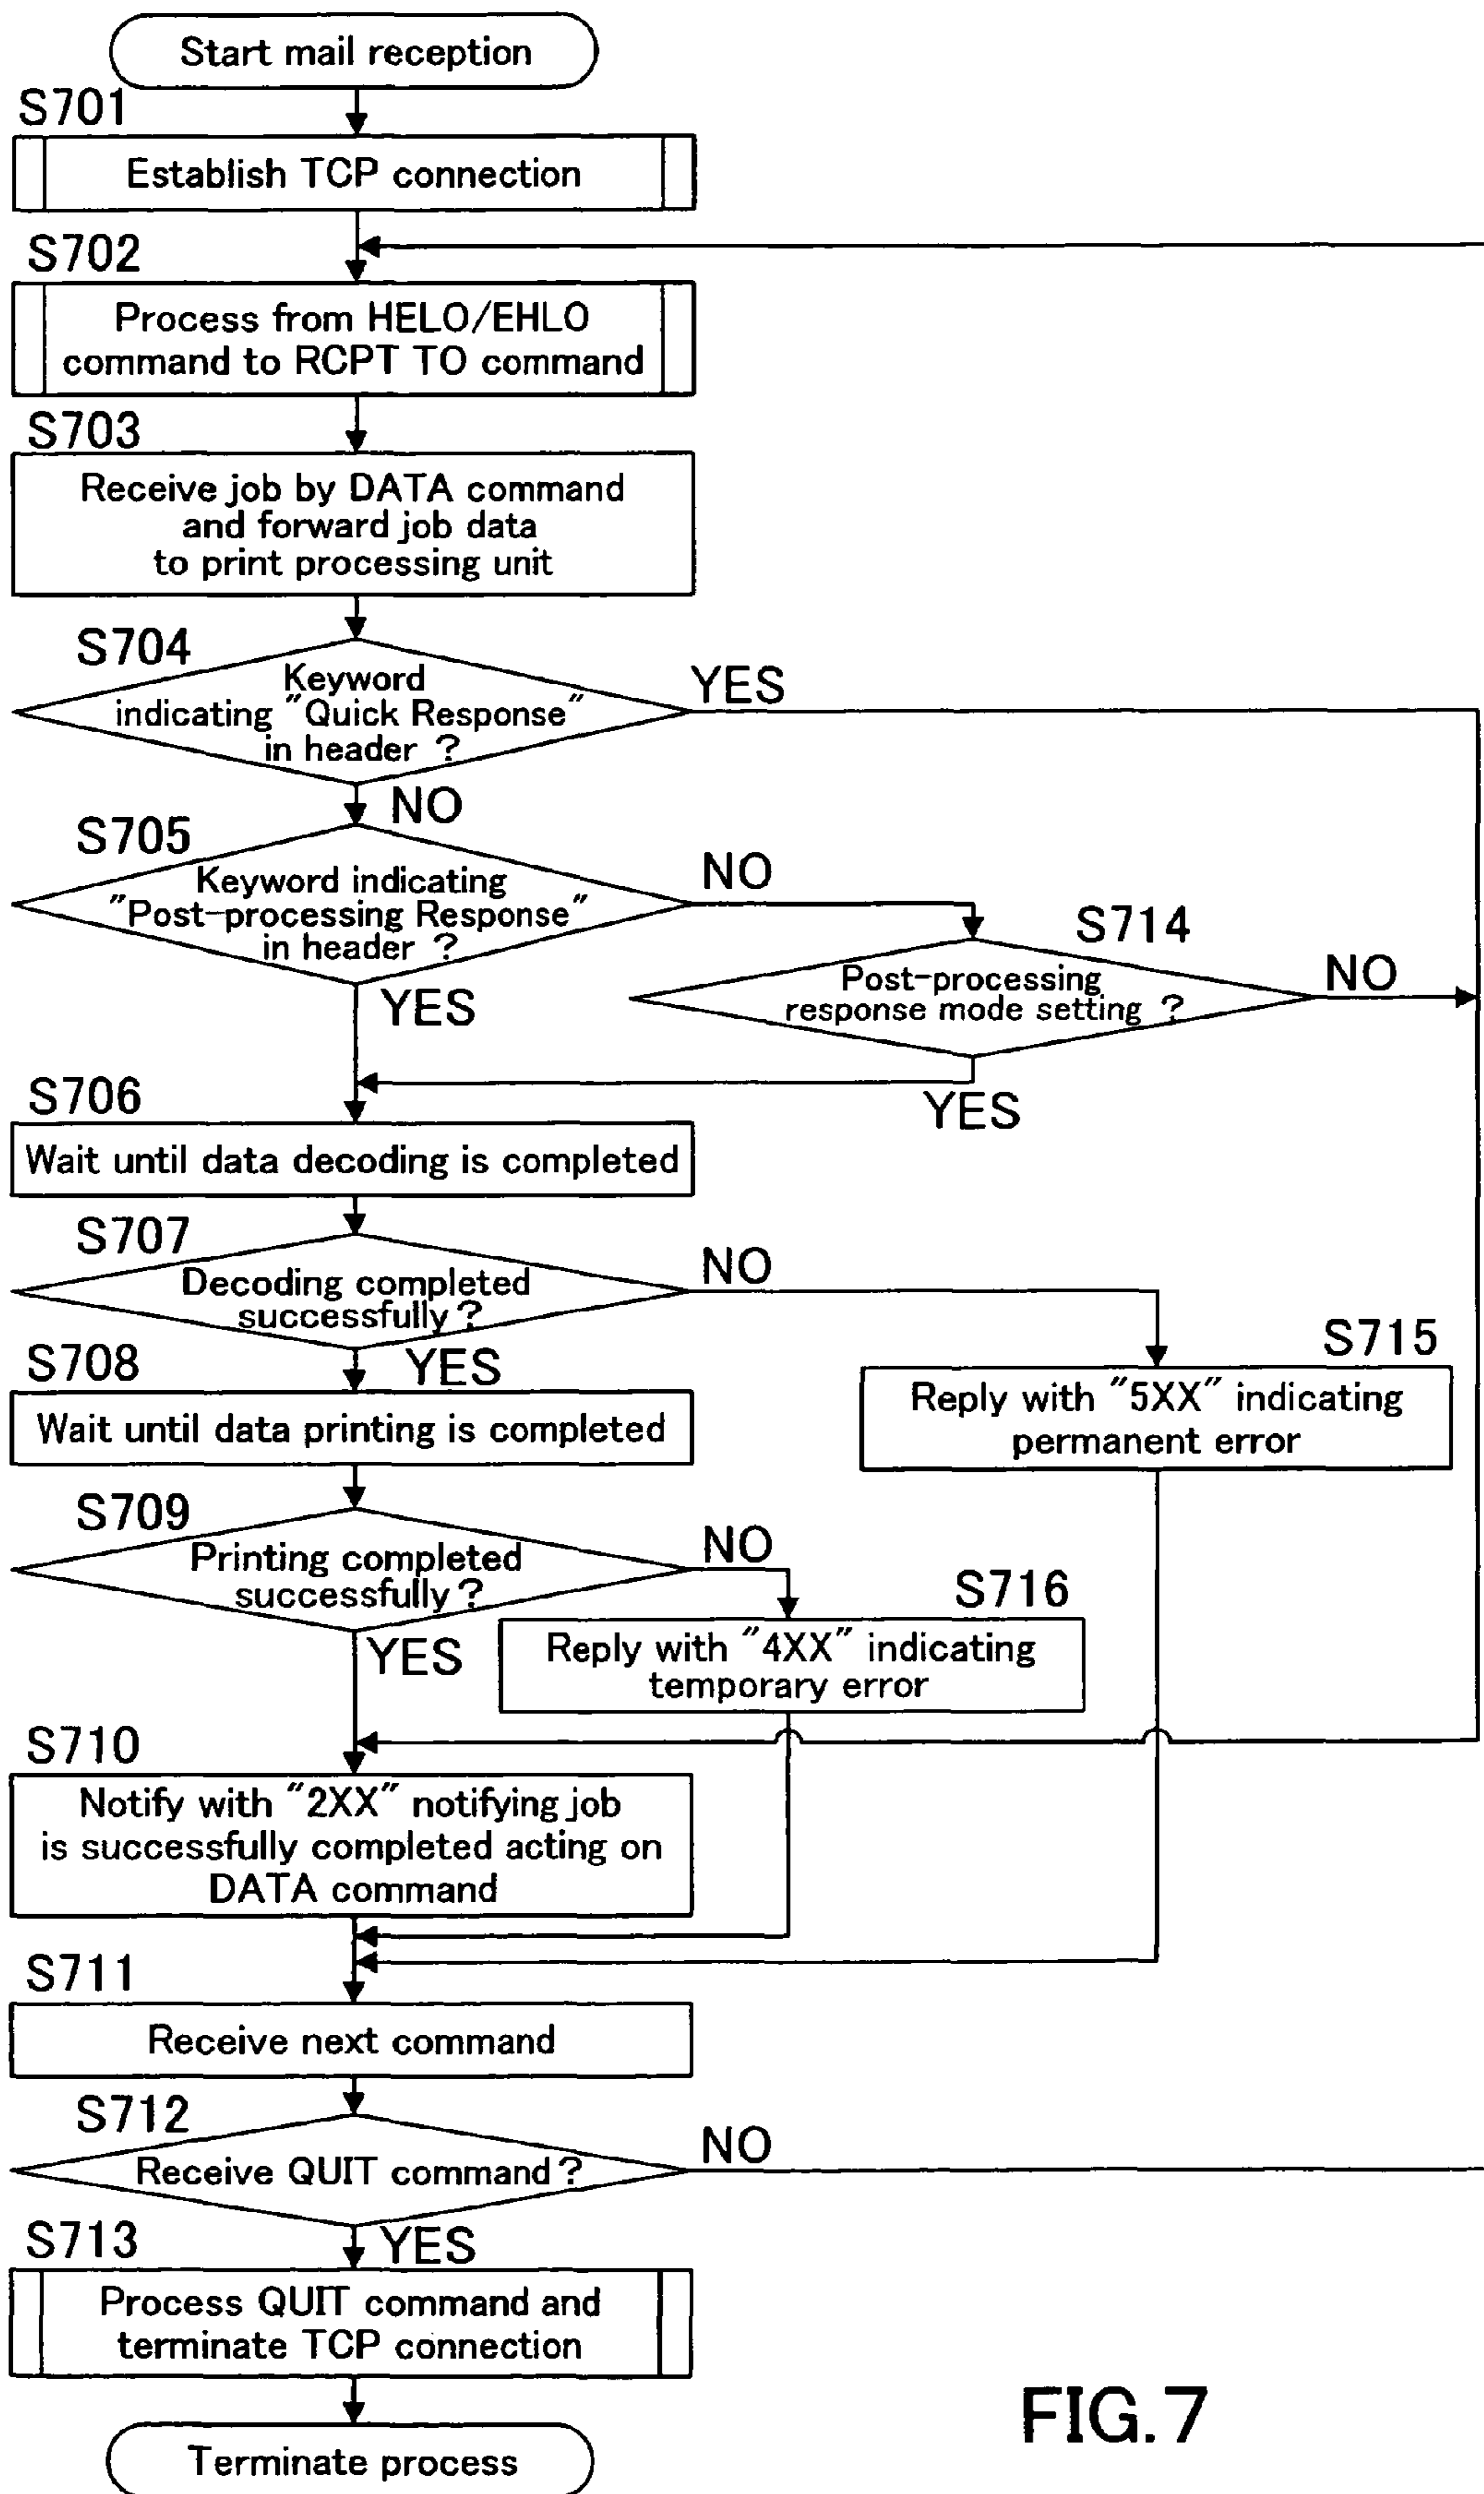 Start mail reception
S701
Establish TCP connection
S702
Process from HELO/EHLO
command to RCPT TO command
S703
Receive job by DATA command
and forward job data
to print processing unit
S704
Keyword
indicating "Quick Response"
in header ?
YES
NO
S705
Keyword indicating
"Post-processing Response"
in header ?
NO
YES
S714
Post-processing
response mode setting ?
NO
YES
S706
Wait until data decoding is completed
S707
Decoding completed
successfully ?
NO
YES
S715
Reply with "5XX" indicating
permanent error
S708
Wait until data printing is completed
S709
Printing completed
successfully ?
NO
YES
S716
Reply with "4XX" indicating
temporary error
S710
Notify with "2XX" notifying job
is successfully completed acting on
DATA command
S711
Receive next command
S712
Receive QUIT command ?
NO
YES
S713
Process QUIT command and
terminate TCP connection
Terminate process
FIG.7